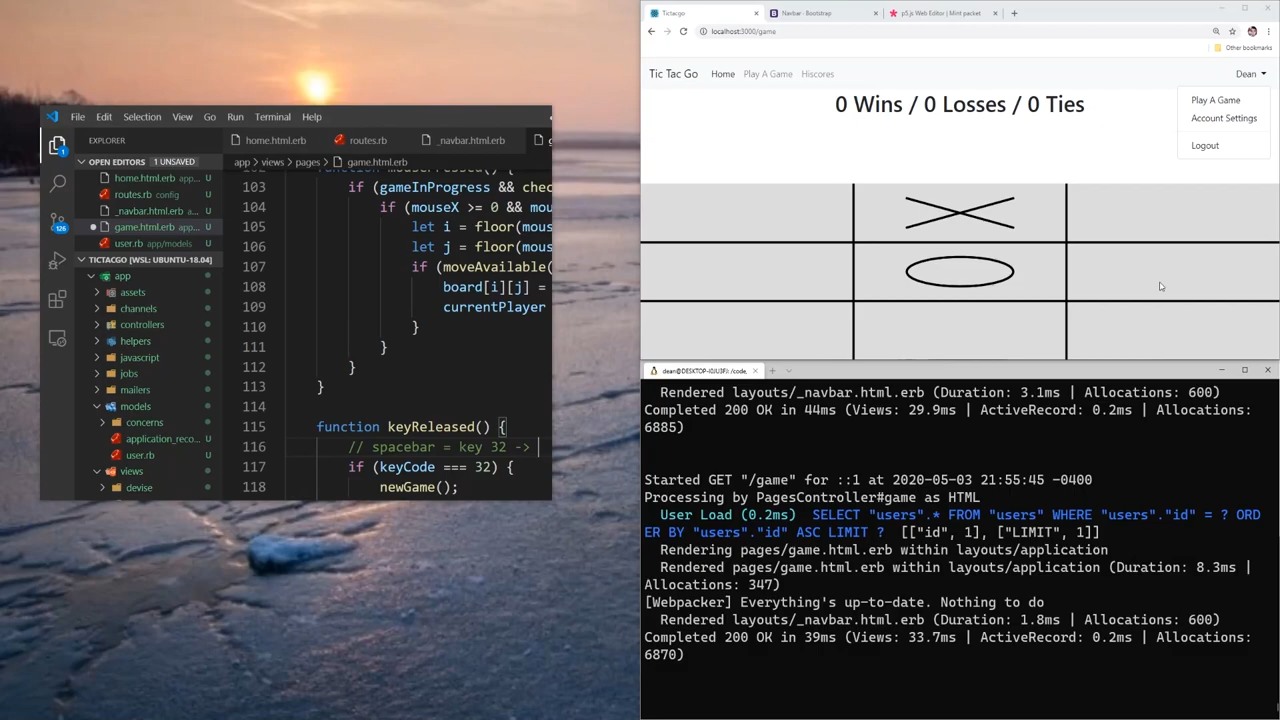 File Edit Selection View Go Run Terminal Help
EXPLORER
home.html.erb
routes.rb
_navbar.html.erb
OPEN EDITORS 1 UNSAVED
app > views > pages > game.html.erb
home.html.erb app... U
routes.rb config U
_navbar.html.erb a... U
game.html.erb app... U
user.rb app/models U
TICTACGO [WSL: UBUNTU-18.04]
app
assets
channels
controllers
helpers
javascript
jobs
mailers
models
concerns
application_reco... U
user.rb U
views
devise
1
126
103 if (gameInProgress && chec
104 if (mouseX >= 0 && mou
105 let i = floor(mous
106 let j = floor(mous
107 if (moveAvailable(
108 board[i][j] =
109 currentPlayer
110 }
111 }
112 }
113 }
114
115 function keyReleased() {
116 // spacebar = key 32 ->
117 if (keyCode === 32) {
118 newGame();
Tictacgo
Navbar · Bootstrap
p5.js Web Editor | Mint packet
localhost:3000/game
Other bookmarks
Tic Tac Go Home Play A Game Hiscores Dean
0 Wins / 0 Losses / 0 Ties
Play A Game
Account Settings
Logout
Rendered layouts/_navbar.html.erb (Duration: 3.1ms | Allocations: 600)
Completed 200 OK in 44ms (Views: 29.9ms | ActiveRecord: 0.2ms | Allocations:
6885)
Started GET "/game" for ::1 at 2020-05-03 21:55:45 -0400
Processing by PagesController#game as HTML
User Load (0.2ms) SELECT "users".* FROM "users" WHERE "users"."id" = ? ORD
ER BY "users"."id" ASC LIMIT ? [["id", 1], ["LIMIT", 1]]
Rendering pages/game.html.erb within layouts/application
Rendered pages/game.html.erb within layouts/application (Duration: 8.3ms |
Allocations: 347)
[Webpacker] Everything's up-to-date. Nothing to do
Rendered layouts/_navbar.html.erb (Duration: 1.8ms | Allocations: 600)
Completed 200 OK in 39ms (Views: 33.7ms | ActiveRecord: 0.2ms | Allocations:
6870)